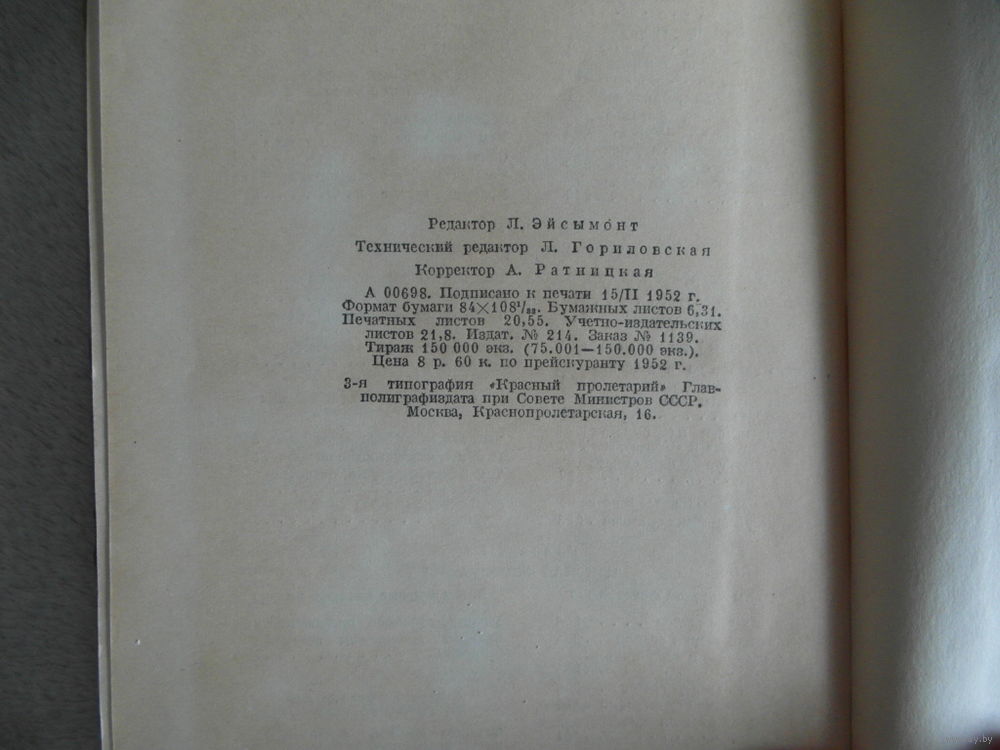 Редактор Л. Эйсымонт
Технический редактор Л. Гориловская
Корректор А. Ратницкая
А 00698. Подписано к печати 15/II 1952 г.
Формат бумаги 84×108¹/₃₂. Бумажных листов 6,31.
Печатных листов 20,55. Учетно-издательских
листов 21,8. Издат. № 214. Заказ № 1139.
Тираж 150 000 экз. (75.001—150.000 экз.).
Цена 8 р. 60 к. по прейскуранту 1952 г.
3-я типография «Красный пролетарий» Глав-
полиграфиздата при Совете Министров СССР.
Москва, Краснопролетарская, 16.